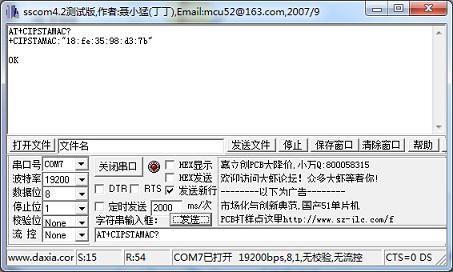 sscom4.2测试版,作者:聂小猛(丁丁),Email:mcu52@163.com,2007/9
AT+CIPSTAMAC?
+CIPSTAMAC:"18:fe:35:98:d3:7b"
OK
打开文件 文件名 发送文件 停止 保存窗口 清除窗口 帮助
串口号 COM7 关闭串口 HEX显示
波特率 19200 DTR RTS HEX发送
数据位 8 发送新行
停止位 1 定时发送 2000 ms/次
校验位 None 字符串输入框: 发送
流 控 None AT+CIPSTAMAC?
嘉立创PCB大降价,小万Q:800058315
欢迎访问大虾论坛！众多大虾等着你!
--------以下为广告--------
市场化与创新典范,国产51单片机
PCB打样点这里http://www.sz-jlc.com/f
www.daxia.com S:15 R:54 COM7已打开 19200bps,8,1,无校验,无流控 CTS=0 DS